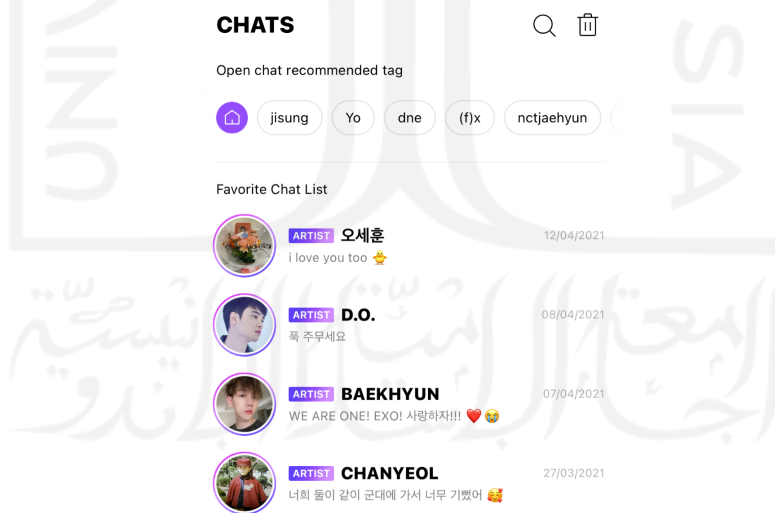 CHATS
Open chat recommended tag
jisung Yo dne (f)x nctjaehyun
Favorite Chat List
ARTIST 오세훈 12/04/2021
i love you too 🐥
ARTIST D.O. 08/04/2021
푹 주무세요
ARTIST BAEKHYUN 07/04/2021
WE ARE ONE! EXO! 사랑하자!!! ❤️😭
ARTIST CHANYEOL 27/03/2021
너희 둘이 같이 군대에 가서 너무 기뻤어 🥰